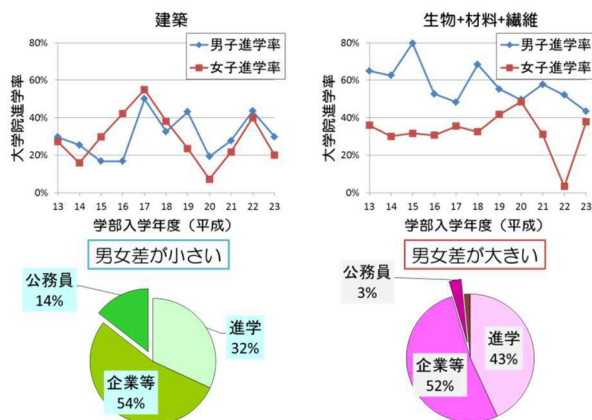 建築
80%
60%
40%
20%
0%
男子進学率
女子進学率
大学院進学率
13 14 15 16 17 18 19 20 21 22 23
学部入学年度（平成）
男女差が小さい
公務員
14%
進学
32%
企業等
54%
生物+材料+繊維
80%
60%
40%
20%
0%
男子進学率
女子進学率
大学院進学率
13 14 15 16 17 18 19 20 21 22 23
学部入学年度（平成）
男女差が大きい
公務員
3%
進学
43%
企業等
52%